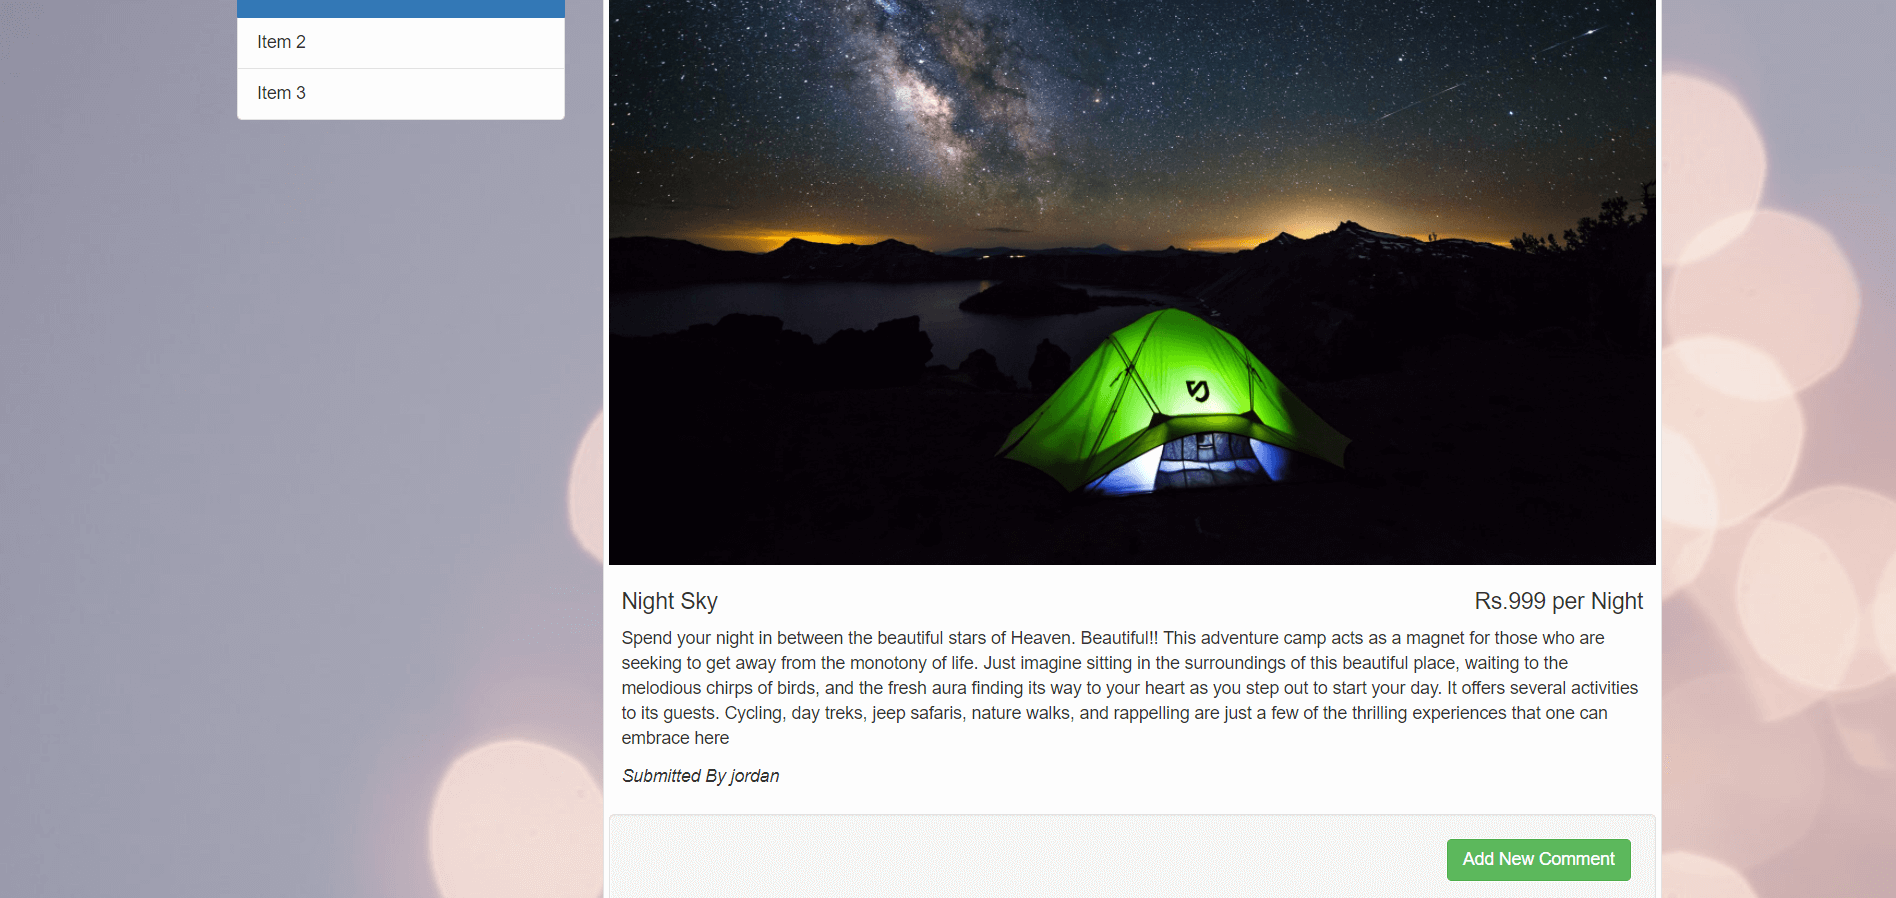 Item 2
Item 3
Night Sky
Rs.999 per Night
Spend your night in between the beautiful stars of Heaven. Beautiful!! This adventure camp acts as a magnet for those who are
seeking to get away from the monotony of life. Just imagine sitting in the surroundings of this beautiful place, waiting to the
melodious chirps of birds, and the fresh aura finding its way to your heart as you step out to start your day. It offers several activities
to its guests. Cycling, day treks, jeep safaris, nature walks, and rappelling are just a few of the thrilling experiences that one can
embrace here
Submitted By jordan
Add New Comment